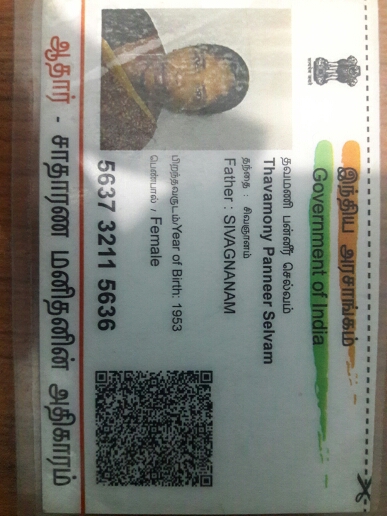 இந்திய அரசாங்கம்
Government of India
தவமணி பன்னீர் செல்வம்
Thavamony Panneer Selvam
தந்தை : சிவஞானம்
Father : SIVAGNANAM
பிறந்தவருடம்/Year of Birth: 1953
பெண்பால் / Female
5637 3211 5636
ஆதார் - சாதாரண மனிதனின் அதிகாரம்